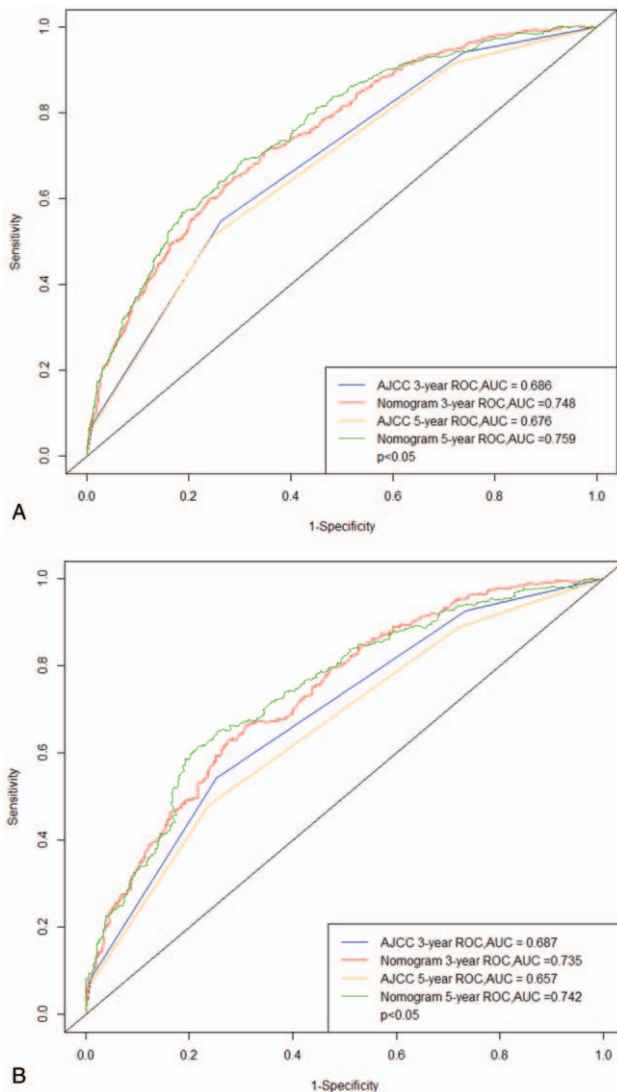 1.0
0.8
0.6
0.4
0.2
0.0
Sensitivity
AJCC 3-year ROC,AUC = 0.686
Nomogram 3-year ROC,AUC =0.748
AJCC 5-year ROC,AUC = 0.676
Nomogram 5-year ROC,AUC =0.759
p<0.05
0.0 0.2 0.4 0.6 0.8 1.0
1-Specificity
A
1.0
0.8
0.6
0.4
0.2
0.0
Sensitivity
AJCC 3-year ROC,AUC = 0.687
Nomogram 3-year ROC,AUC =0.735
AJCC 5-year ROC,AUC = 0.657
Nomogram 5-year ROC,AUC =0.742
p<0.05
0.0 0.2 0.4 0.6 0.8 1.0
1-Specificity
B